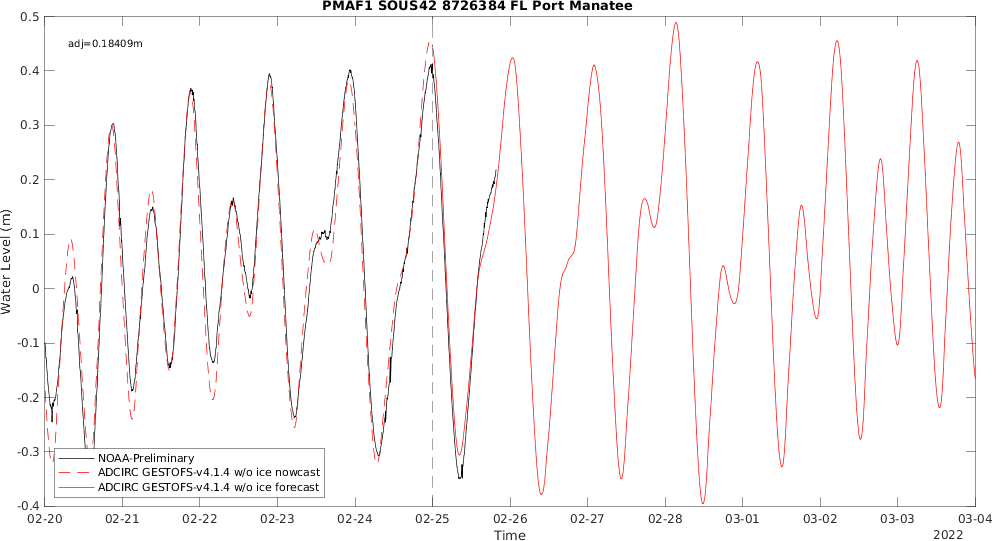 PMAF1 SOUS42 8726384 FL Port Manatee
adj=0.18409m
0.5
0.4
0.3
0.2
0.1
0
-0.1
-0.2
-0.3
-0.4
Water Level (m)
NOAA-Preliminary
ADCIRC GESTOFS-v4.1.4 w/o ice nowcast
ADCIRC GESTOFS-v4.1.4 w/o ice forecast
02-20 02-21 02-22 02-23 02-24 02-25 02-26 02-27 02-28 03-01 03-02 03-03 03-04
Time
2022